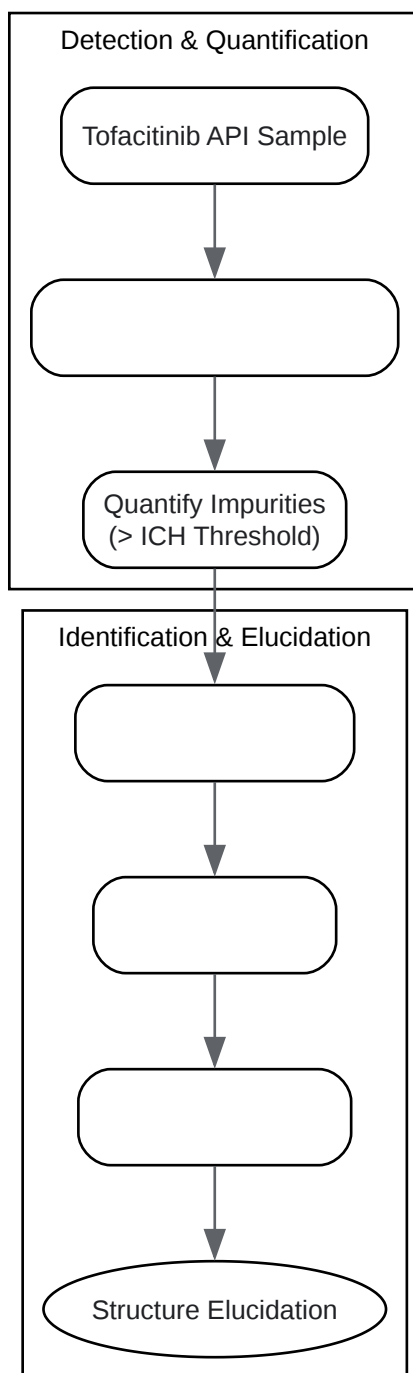 Detection & Quantification
Tofacitinib API Sample
Quantify Impurities
(> ICH Threshold)
Identification & Elucidation
Structure Elucidation